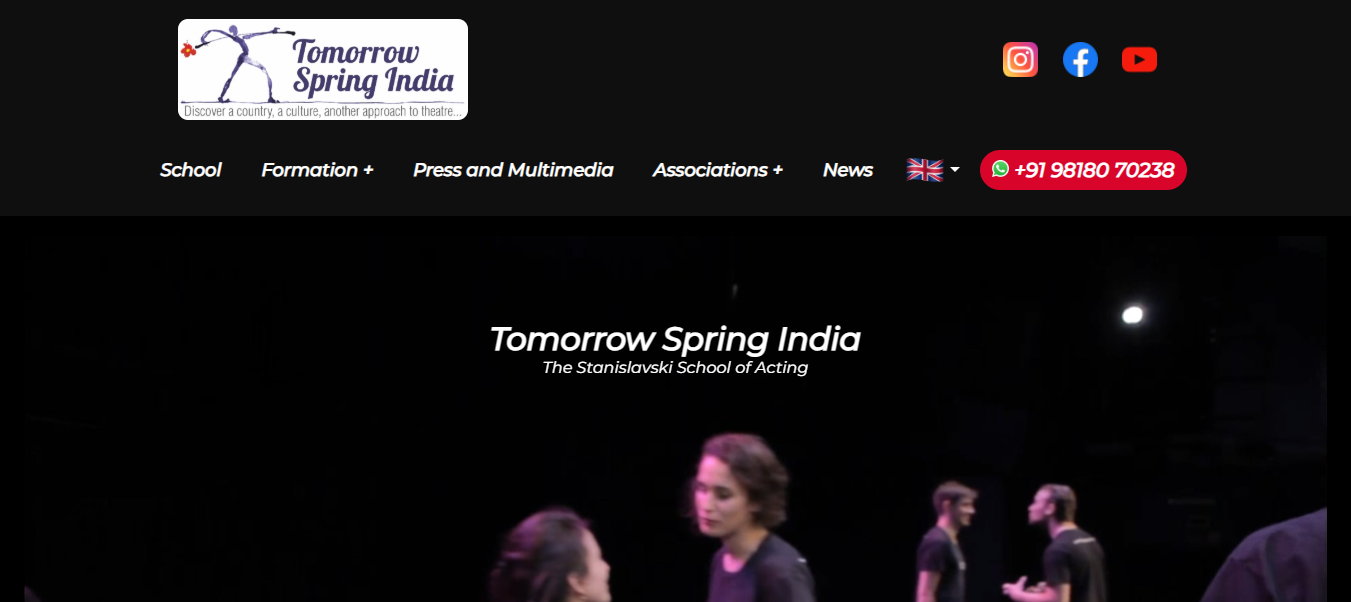 Tomorrow
Spring India
Discover a country, a culture, another approach to theatre...
School Formation + Press and Multimedia Associations + News +91 98180 70238
Tomorrow Spring India
The Stanislavski School of Acting